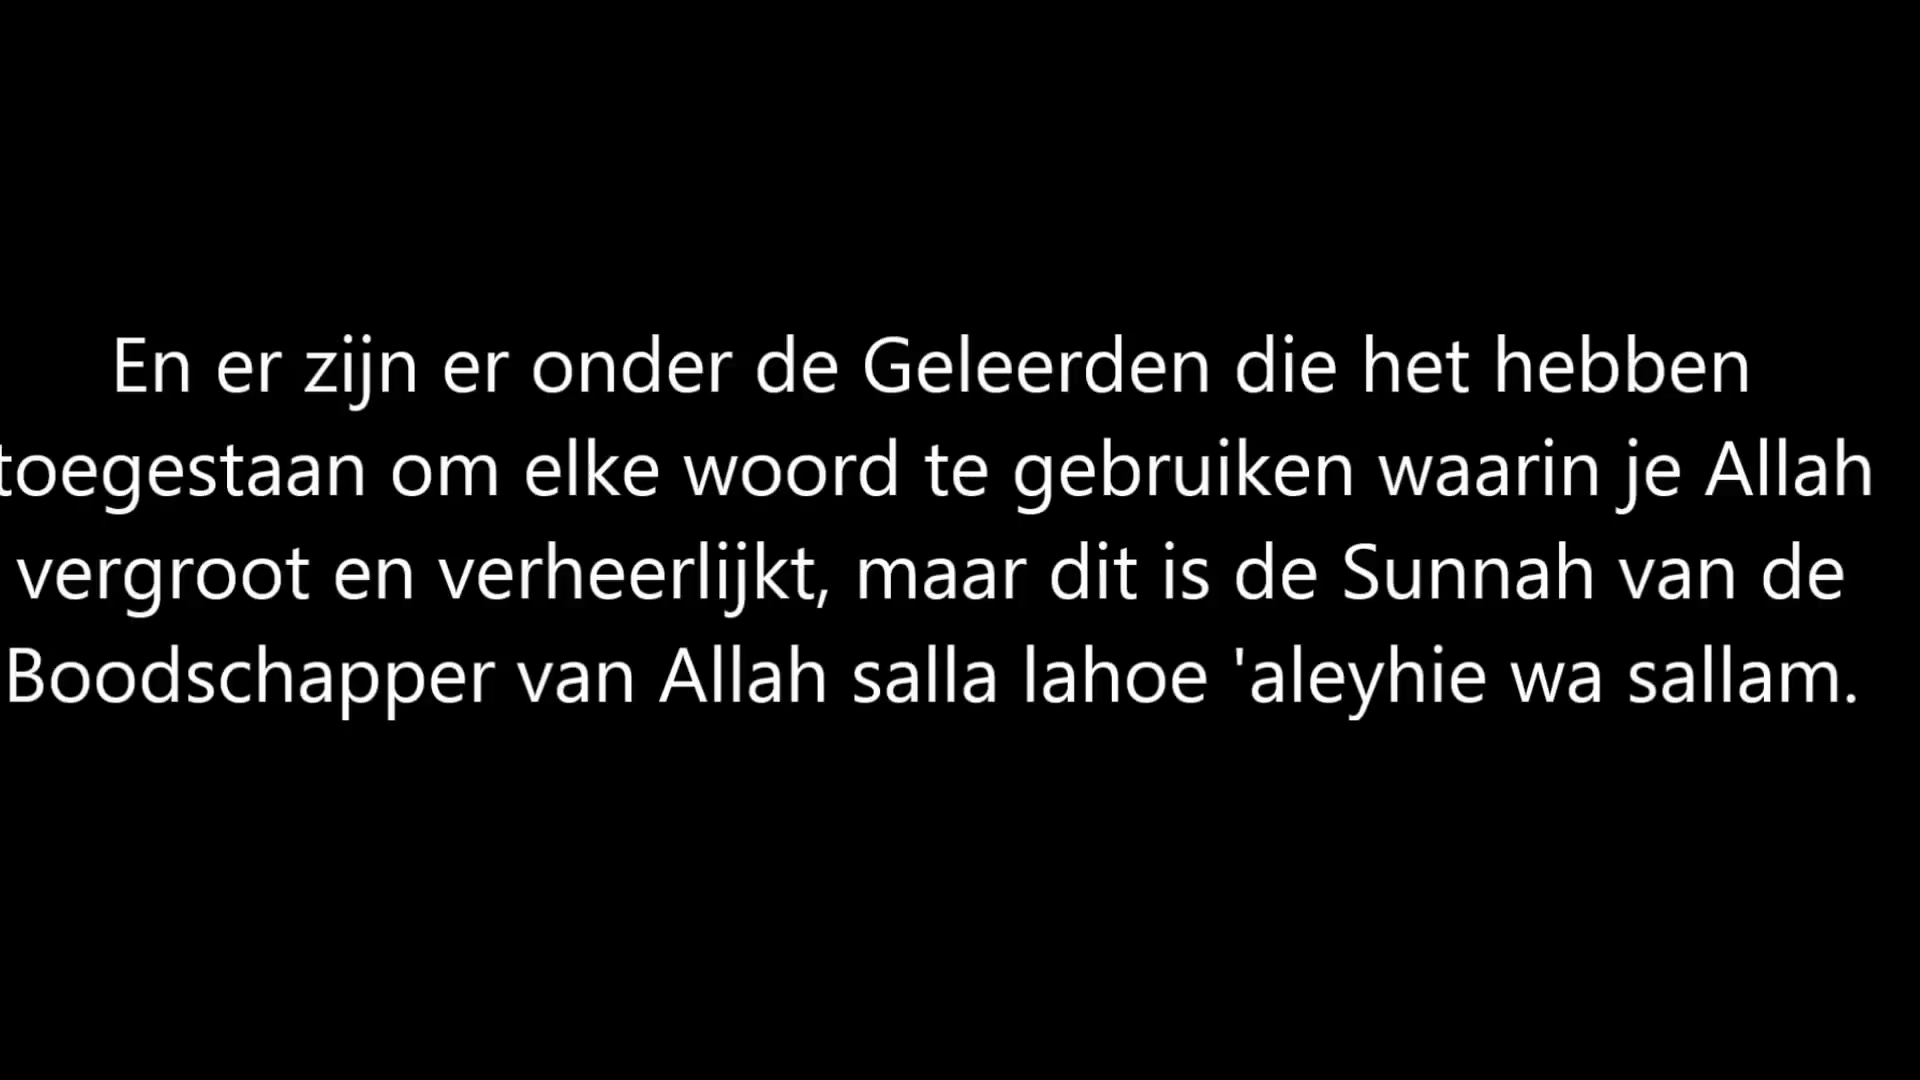 En er zijn er onder de Geleerden die het hebben
toegestaan om elke woord te gebruiken waarin je Allah
vergroot en verheerlijkt, maar dit is de Sunnah van de
Boodschapper van Allah salla lahoe 'aleyhie wa sallam.